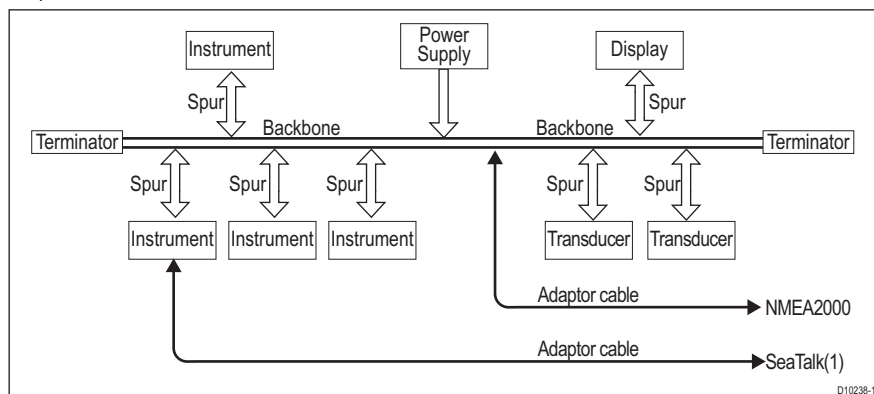 Instrument
Power
Supply
Display
Spur
Spur
Backbone
Backbone
Terminator
Terminator
Spur
Spur
Spur
Spur
Spur
Instrument
Instrument
Instrument
Transducer
Transducer
Adaptor cable
NMEA2000
Adaptor cable
SeaTalk(1)
D10238-1